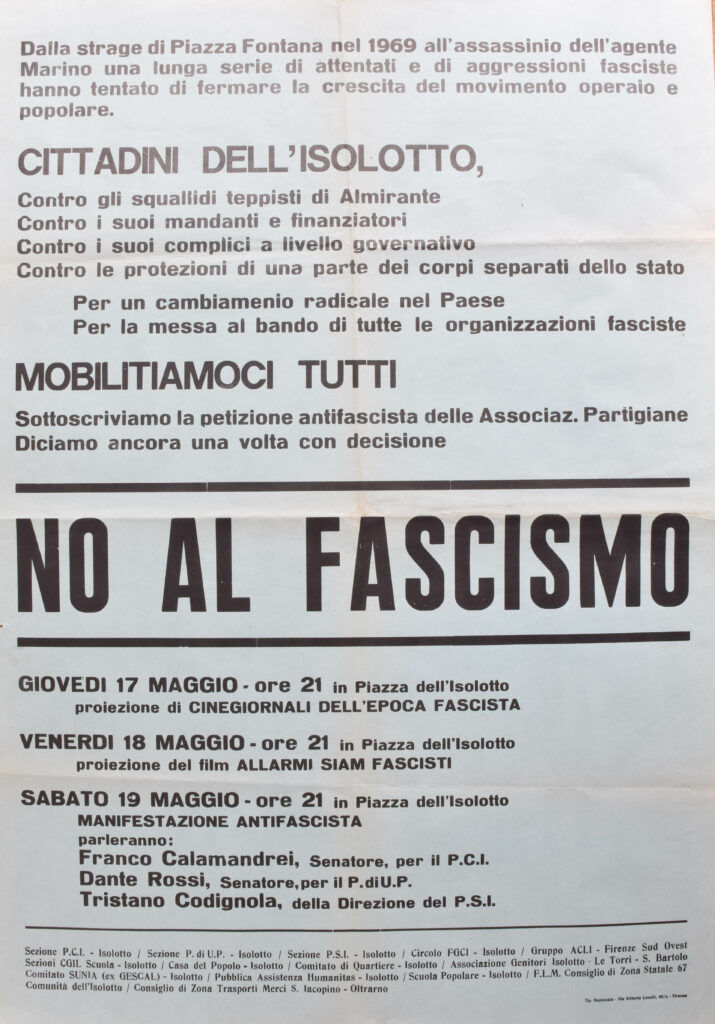 Dalla strage di Piazza Fontana nel 1969 all'assassinio dell'agente
Marino una lunga serie di attentati e di aggressioni fasciste
hanno tentato di fermare la crescita del movimento operaio e
popolare.
CITTADINI DELL'ISOLOTTO,
Contro gli squallidi teppisti di Almirante
Contro i suoi mandanti e finanziatori
Contro i suoi complici a livello governativo
Contro le protezioni di una parte dei corpi separati dello stato
Per un cambiamenio radicale nel Paese
Per la messa al bando di tutte le organizzazioni fasciste
MOBILITIAMOCI TUTTI
Sottoscriviamo la petizione antifascista delle Associaz. Partigiane
Diciamo ancora una volta con decisione
NO AL FASCISMO
GIOVEDI 17 MAGGIO - ore 21 in Piazza dell'Isolotto
proiezione di CINEGIORNALI DELL'EPOCA FASCISTA
VENERDI 18 MAGGIO - ore 21 in Piazza dell'Isolotto
proiezione del film ALLARMI SIAM FASCISTI
SABATO 19 MAGGIO - ore 21 in Piazza dell'Isolotto
MANIFESTAZIONE ANTIFASCISTA
parleranno:
Franco Calamandrei, Senatore, per il P.C.I.
Dante Rossi, Senatore, per il P. di U.P.
Tristano Codignola, della Direzione del P.S.I.
Sezione P.C.I. - Isolotto / Sezione P. di U.P. - Isolotto / Sezione P.S.I. - Isolotto / Circolo FGCI - Isolotto / Gruppo ACLI - Firenze Sud Ovest
Sezioni CGIL Scuola - Isolotto / Casa del Popolo - Isolotto / Comitato di Quartiere - Isolotto / Associazione Genitori Isolotto - Le Torri - S. Bartolo
Comitato SUNIA (ex GESCAL) - Isolotto / Pubblica Assistenza Humanitas - Isolotto / Scuola Popolare - Isolotto / F.L.M. Consiglio di Zona Statale 67
Comunità dell'Isolotto / Consiglio di Zona Trasporti Merci S. Iacopino - Oltrarno
Tip. Nazionale - Via Vittorio Locchi, - Firenze